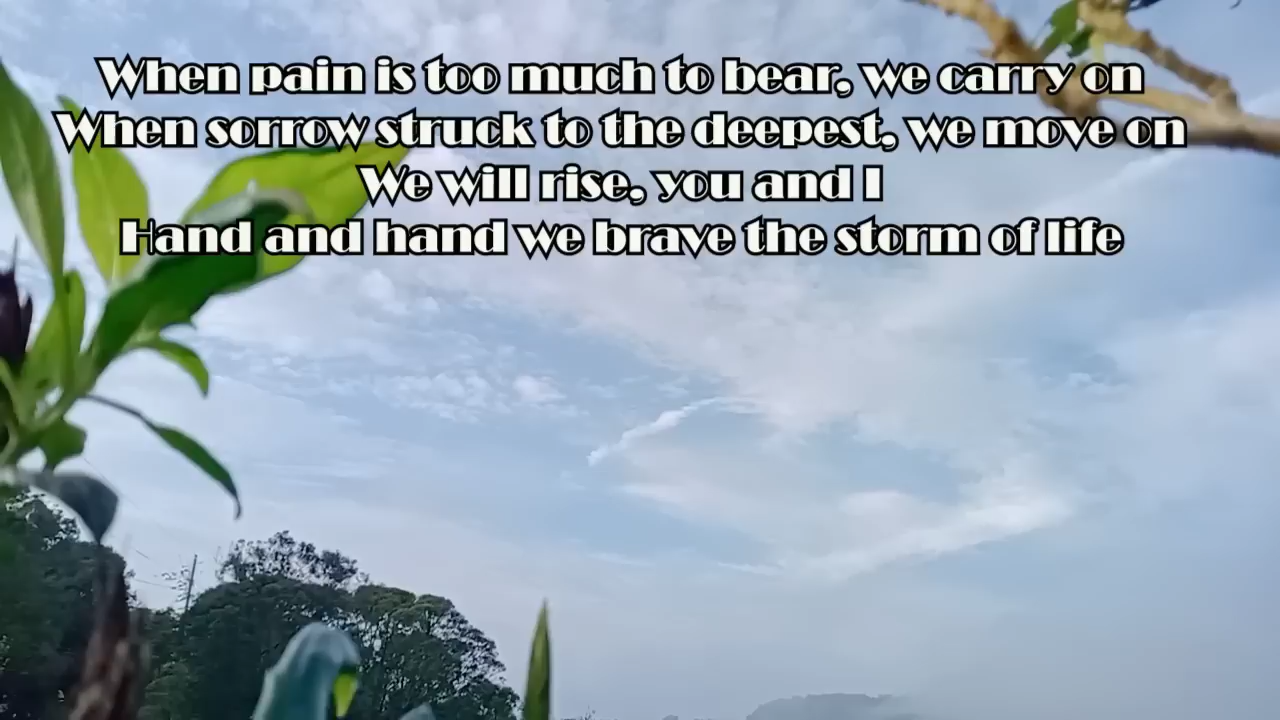 When pain is too much to bear, we carry on
When sorrow struck to the deepest, we move on
We will rise, you and I
Hand and hand we brave the storm of life